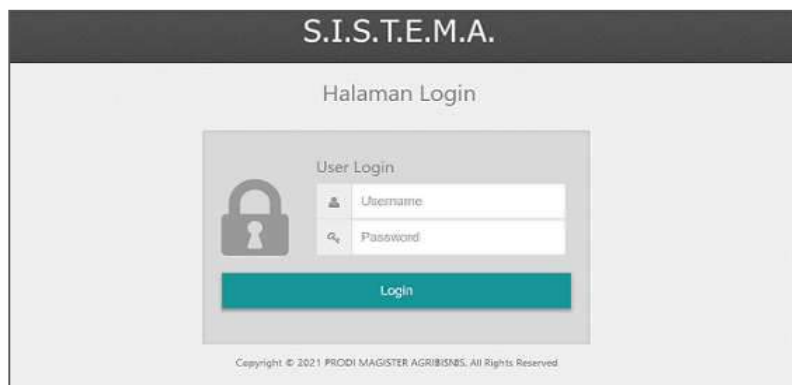 S.I.S.T.E.M.A.
Halaman Login
User Login
Username
Password
Login
Copyright © 2021 PRODI MAGISTER AGRIBISNIS. All Rights Reserved